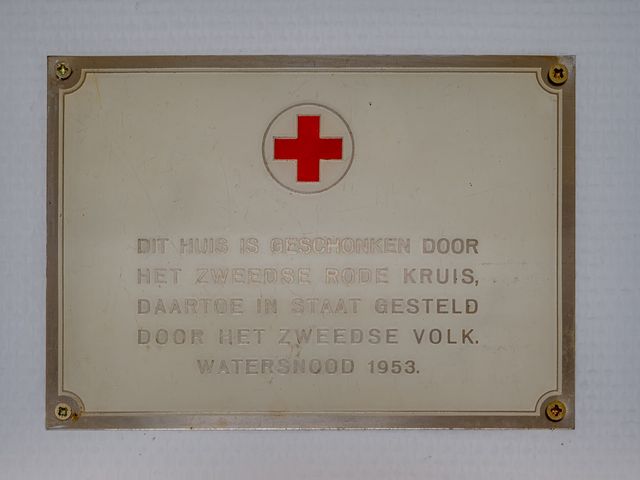 DIT HUIS IS GESCHONKEN DOOR
HET ZWEEDSE RODE KRUIS,
DAARTOE IN STAAT GESTELD
DOOR HET ZWEEDSE VOLK.
WATERSNOOD 1953.